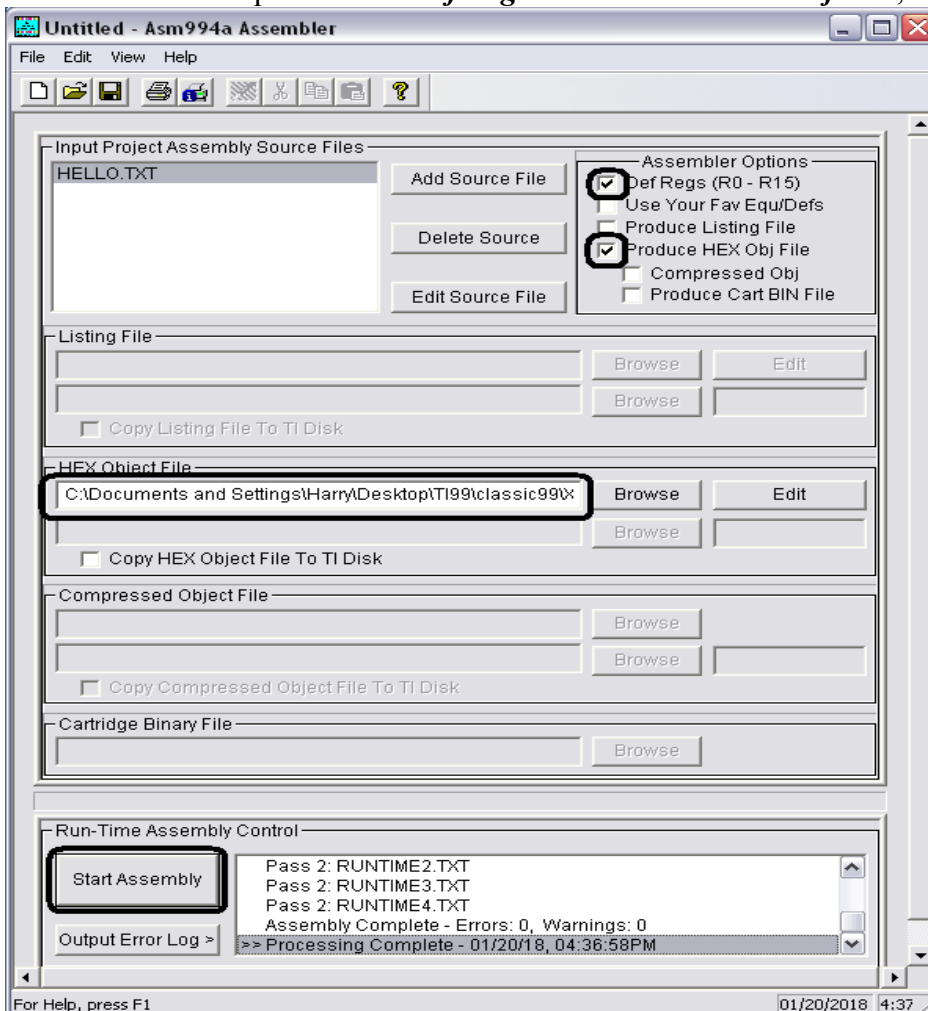 Untitled - Asm994a Assembler
File Edit View Help
Input Project Assembly Source Files
HELLO.TXT
Add Source File
Delete Source
Edit Source File
Assembler Options
Def Regs (R0 - R15)
Use Your Fav Equ/Defs
Produce Listing File
Produce HEX Obj File
Compressed Obj
Produce Cart BIN File
Listing File
Browse Edit
Browse
Copy Listing File To TI Disk
HEX Object File
C:\Documents and Settings\Harry\Desktop\TI99\classic99\X Browse Edit
Browse
Copy HEX Object File To TI Disk
Compressed Object File
Browse
Browse
Copy Compressed Object File To TI Disk
Cartridge Binary File
Browse
Run-Time Assembly Control
Start Assembly
Output Error Log >
Pass 2: RUNTIME2.TXT
Pass 2: RUNTIME3.TXT
Pass 2: RUNTIME4.TXT
Assembly Complete - Errors: 0, Warnings: 0
>> Processing Complete - 01/20/18, 04:36:58PM
For Help, press F1 01/20/2018 4:37